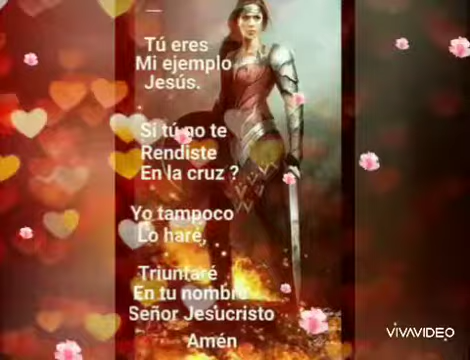 Tú eres
Mi ejemplo
Jesús.
Si tú no te
Rendiste
En la cruz ?
Yo tampoco
Lo haré,
Triunfaré
En tu nombre
Señor Jesucristo
Amén
VIVAVIDEO